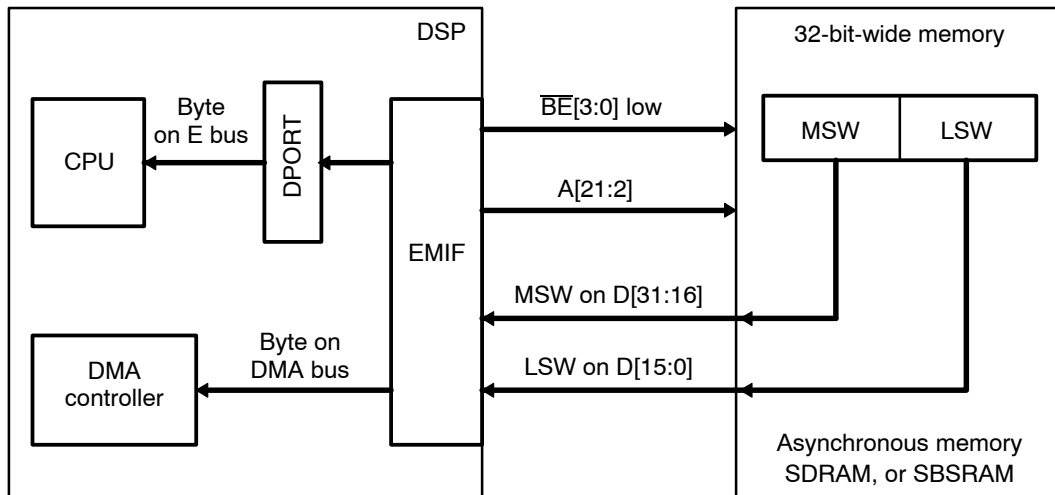 DSP
32-bit-wide memory
Byte
on E bus
CPU
DPORT
EMIF
B̅E̅[3:0] low
MSW
LSW
A[21:2]
MSW on D[31:16]
Byte on
DMA bus
DMA
controller
LSW on D[15:0]
Asynchronous memory
SDRAM, or SBSRAM